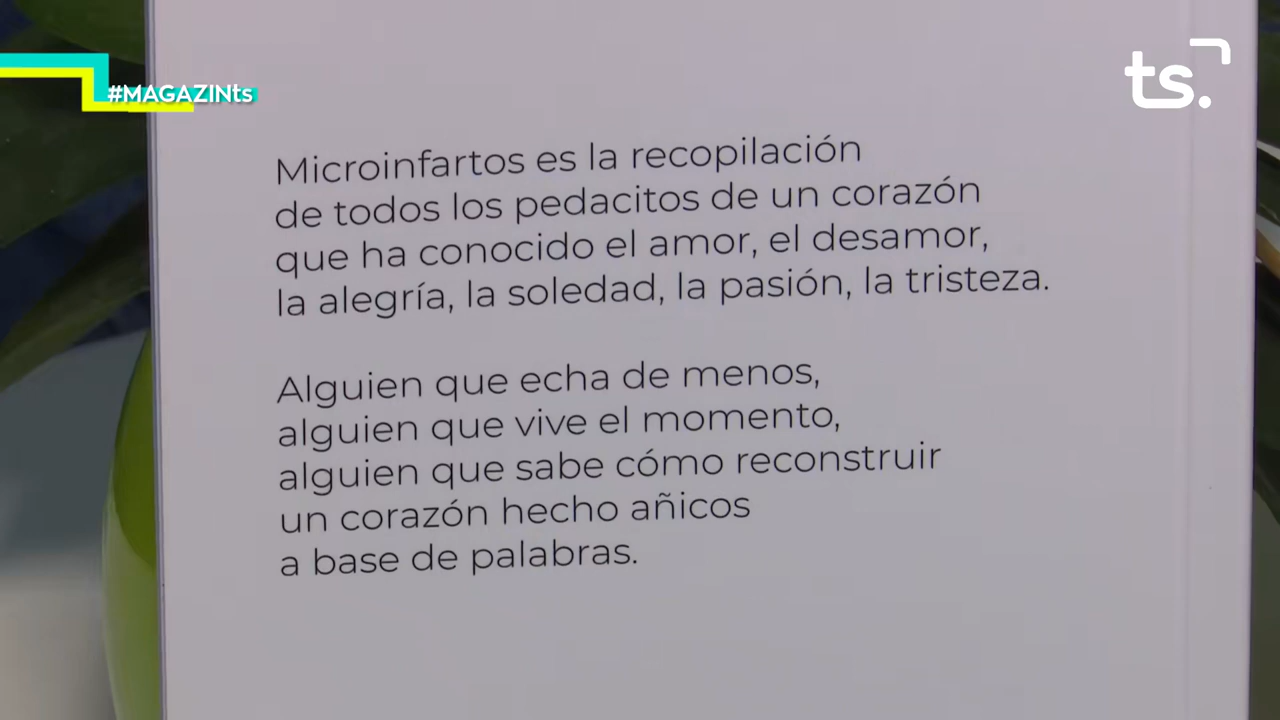 #MAGAZINts
ts.
Microinfartos es la recopilación
de todos los pedacitos de un corazón
que ha conocido el amor, el desamor,
la alegría, la soledad, la pasión, la tristeza.
Alguien que echa de menos,
alguien que vive el momento,
alguien que sabe cómo reconstruir
un corazón hecho añicos
a base de palabras.